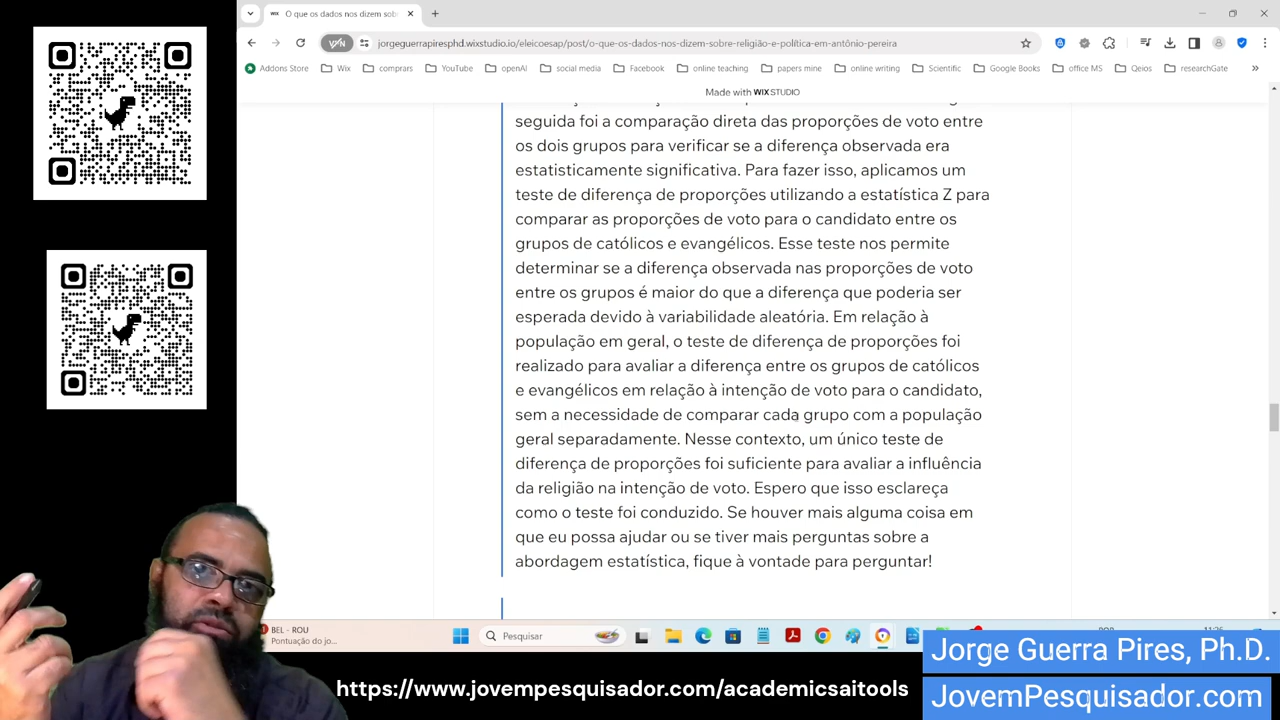 O que os dados nos dizem sob
jorgeguerrapiresphd.wixstudio.io/eleicoesap/post/o-que-os-dados-nos-dizem-sobre-religião-e-política-em-antônio-pereira
Addons Store
Wix
comprars
YouTube
openAI
social media
Facebook
online teaching
papers mine
online writing
Scientific
Google Books
office MS
Qeios
researchGate
Made with WIX STUDIO
seguida foi a comparação direta das proporções de voto entre
os dois grupos para verificar se a diferença observada era
estatisticamente significativa. Para fazer isso, aplicamos um
teste de diferença de proporções utilizando a estatística Z para
comparar as proporções de voto para o candidato entre os
grupos de católicos e evangélicos. Esse teste nos permite
determinar se a diferença observada nas proporções de voto
entre os grupos é maior do que a diferença que poderia ser
esperada devido à variabilidade aleatória. Em relação à
população em geral, o teste de diferença de proporções foi
realizado para avaliar a diferença entre os grupos de católicos
e evangélicos em relação à intenção de voto para o candidato,
sem a necessidade de comparar cada grupo com a população
geral separadamente. Nesse contexto, um único teste de
diferença de proporções foi suficiente para avaliar a influência
da religião na intenção de voto. Espero que isso esclareça
como o teste foi conduzido. Se houver mais alguma coisa em
que eu possa ajudar ou se tiver mais perguntas sobre a
abordagem estatística, fique à vontade para perguntar!
BEL - ROU
Pontuação do jo...
Pesquisar
Jorge Guerra Pires, Ph.D.
https://www.jovempesquisador.com/academicsaitools
JovemPesquisador.com